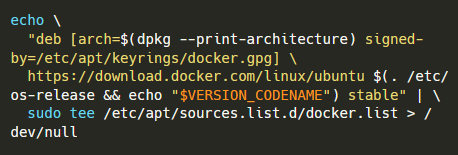 echo \
"deb [arch=$(dpkg --print-architecture) signed-
by=/etc/apt/keyrings/docker.gpg] \
https://download.docker.com/linux/ubuntu $(. /etc/
os-release && echo "$VERSION_CODENAME") stable" | \
sudo tee /etc/apt/sources.list.d/docker.list > /
dev/null